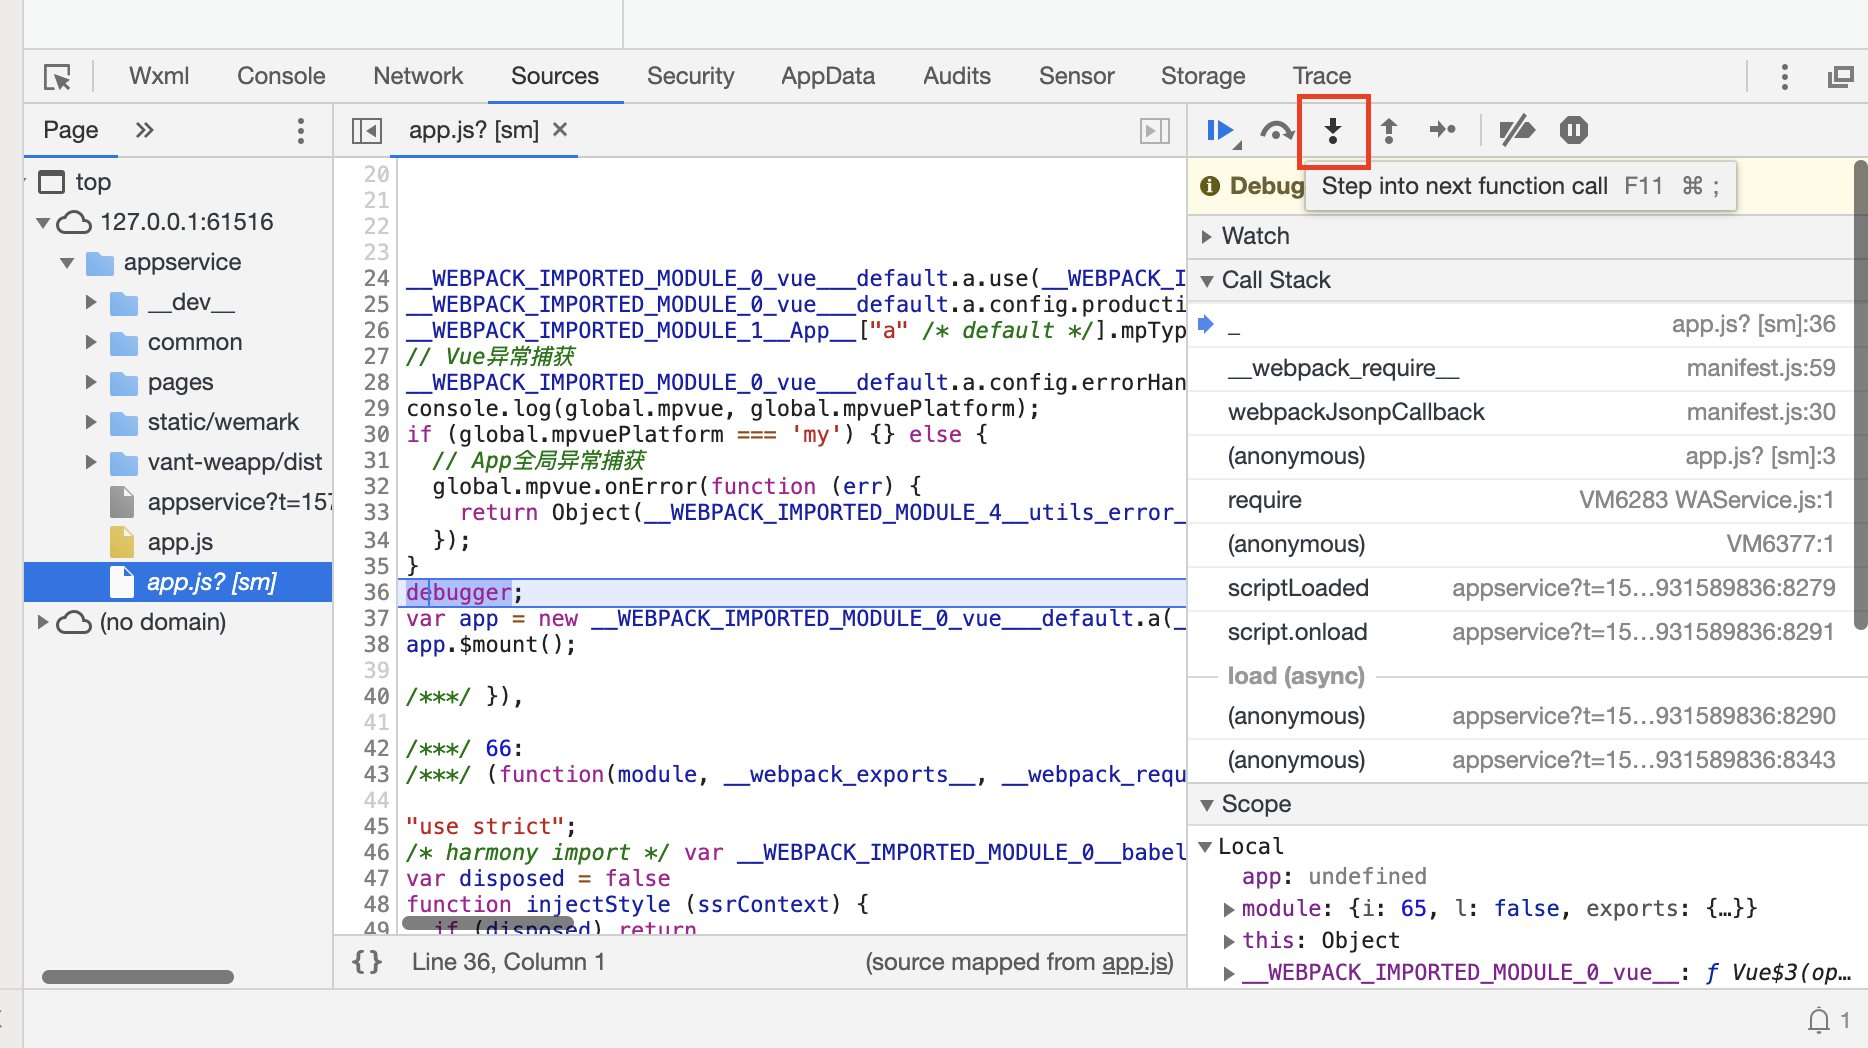 Wxml Console Network Sources Security AppData Audits Sensor Storage Trace
Page
app.js? [sm]
Debug
Step into next function call F11 ⌘ ;
top
127.0.0.1:61516
appservice
__dev__
common
pages
static/wemark
vant-weapp/dist
appservice?t=157
app.js
app.js? [sm]
(no domain)
20
21
22
23
24 __WEBPACK_IMPORTED_MODULE_0_vue___default.a.use(__WEBPACK_I
25 __WEBPACK_IMPORTED_MODULE_0_vue___default.a.config.producti
26 __WEBPACK_IMPORTED_MODULE_1__App__["a" /* default */].mpTyp
27 // Vue异常捕获
28 __WEBPACK_IMPORTED_MODULE_0_vue___default.a.config.errorHan
29 console.log(global.mpvue, global.mpvuePlatform);
30 if (global.mpvuePlatform === 'my') {} else {
31 // App全局异常捕获
32 global.mpvue.onError(function (err) {
33 return Object(__WEBPACK_IMPORTED_MODULE_4__utils_error_
34 });
35 }
36 debugger;
37 var app = new __WEBPACK_IMPORTED_MODULE_0_vue___default.a(_
38 app.$mount();
39
40 /***/ }),
41
42 /***/ 66:
43 /***/ (function(module, __webpack_exports__, __webpack_requ
44
45 "use strict";
46 /* harmony import */ var __WEBPACK_IMPORTED_MODULE_0__babel
47 var disposed = false
48 function injectStyle (ssrContext) {
49 if (disposed) return
{} Line 36, Column 1 (source mapped from app.js)
Watch
Call Stack
_ app.js? [sm]:36
__webpack_require__ manifest.js:59
webpackJsonpCallback manifest.js:30
(anonymous) app.js? [sm]:3
require VM6283 WAService.js:1
(anonymous) VM6377:1
scriptLoaded appservice?t=15…931589836:8279
script.onload appservice?t=15…931589836:8291
load (async)
(anonymous) appservice?t=15…931589836:8290
(anonymous) appservice?t=15…931589836:8343
Scope
Local
app: undefined
module: {i: 65, l: false, exports: {…}}
this: Object
__WEBPACK_IMPORTED_MODULE_0_vue__: ƒ Vue$3(op…
1